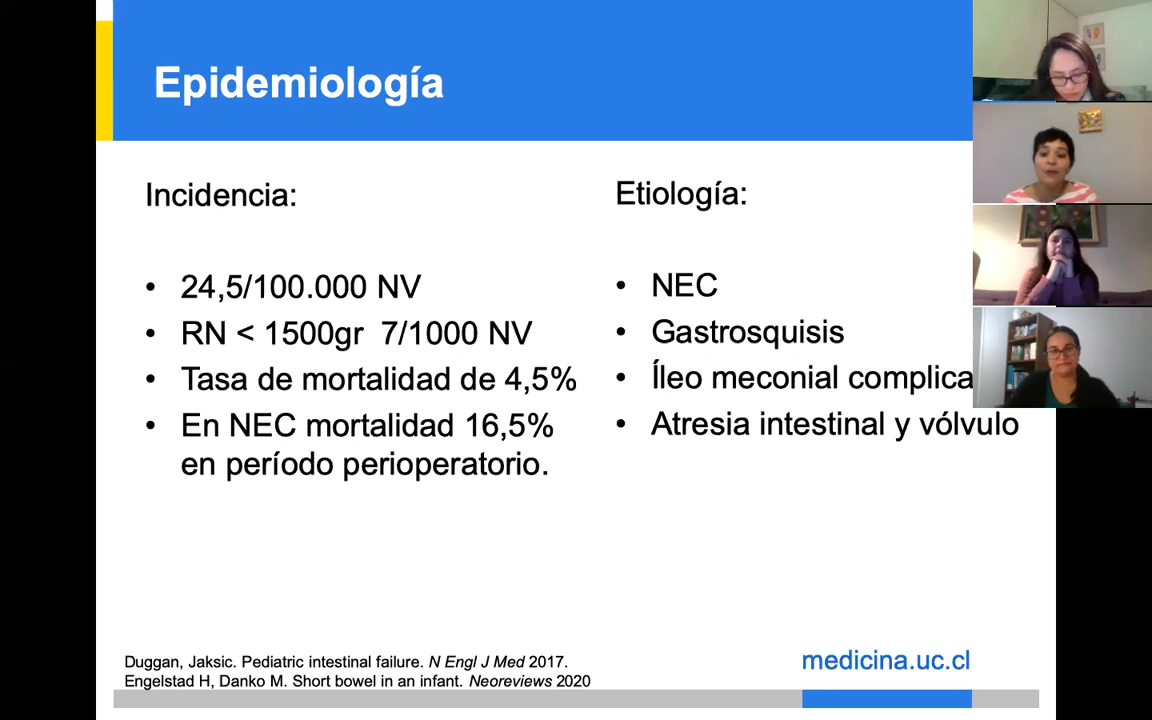 Epidemiología
Incidencia:
• 24,5/100.000 NV
• RN < 1500gr 7/1000 NV
• Tasa de mortalidad de 4,5%
• En NEC mortalidad 16,5%
en período perioperatorio.
Etiología:
• NEC
• Gastrosquisis
• Íleo meconial complica
• Atresia intestinal y vólvulo
Duggan, Jaksic. Pediatric intestinal failure. N Engl J Med 2017.
Engelstad H, Danko M. Short bowel in an infant. Neoreviews 2020
medicina.uc.cl